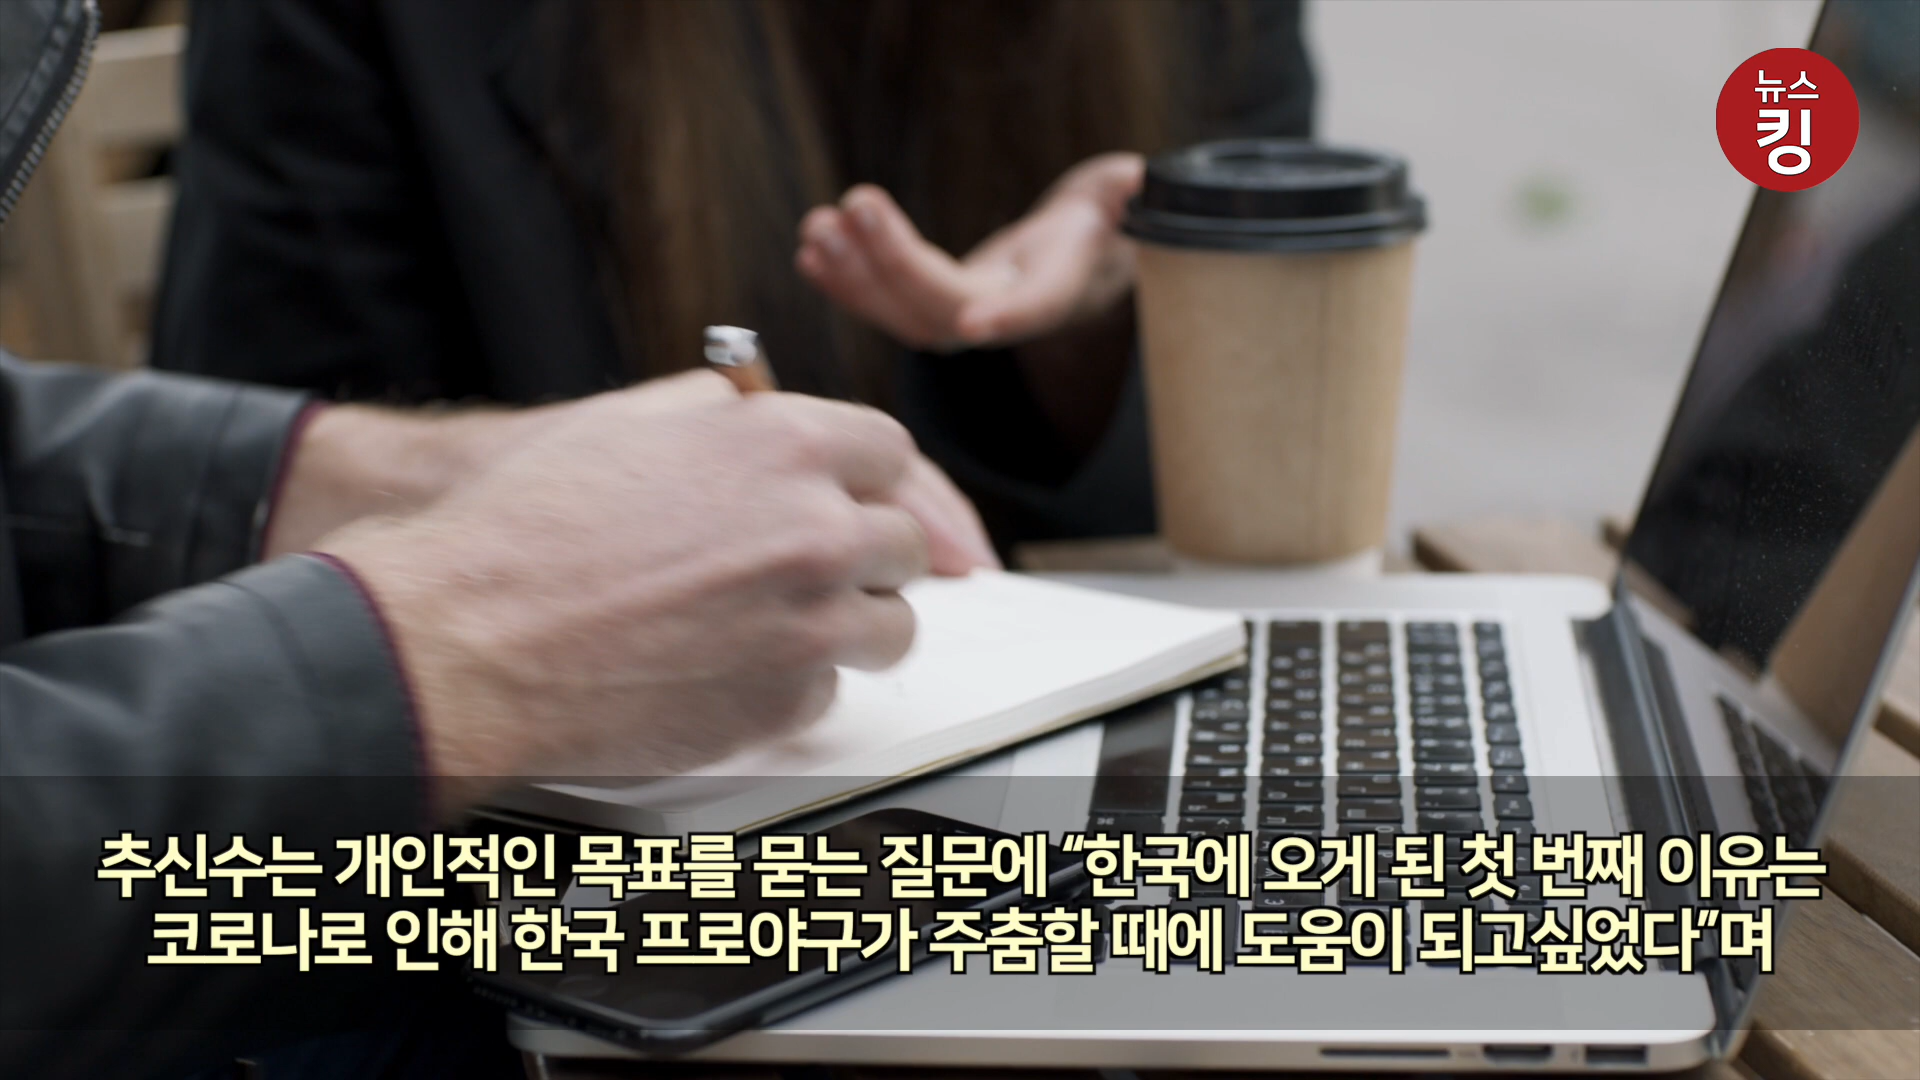 뉴스
킹
추신수는 개인적인 목표를 묻는 질문에 “한국에 오게 된 첫 번째 이유는
코로나로 인해 한국 프로야구가 주춤할 때에 도움이 되고싶었다”며